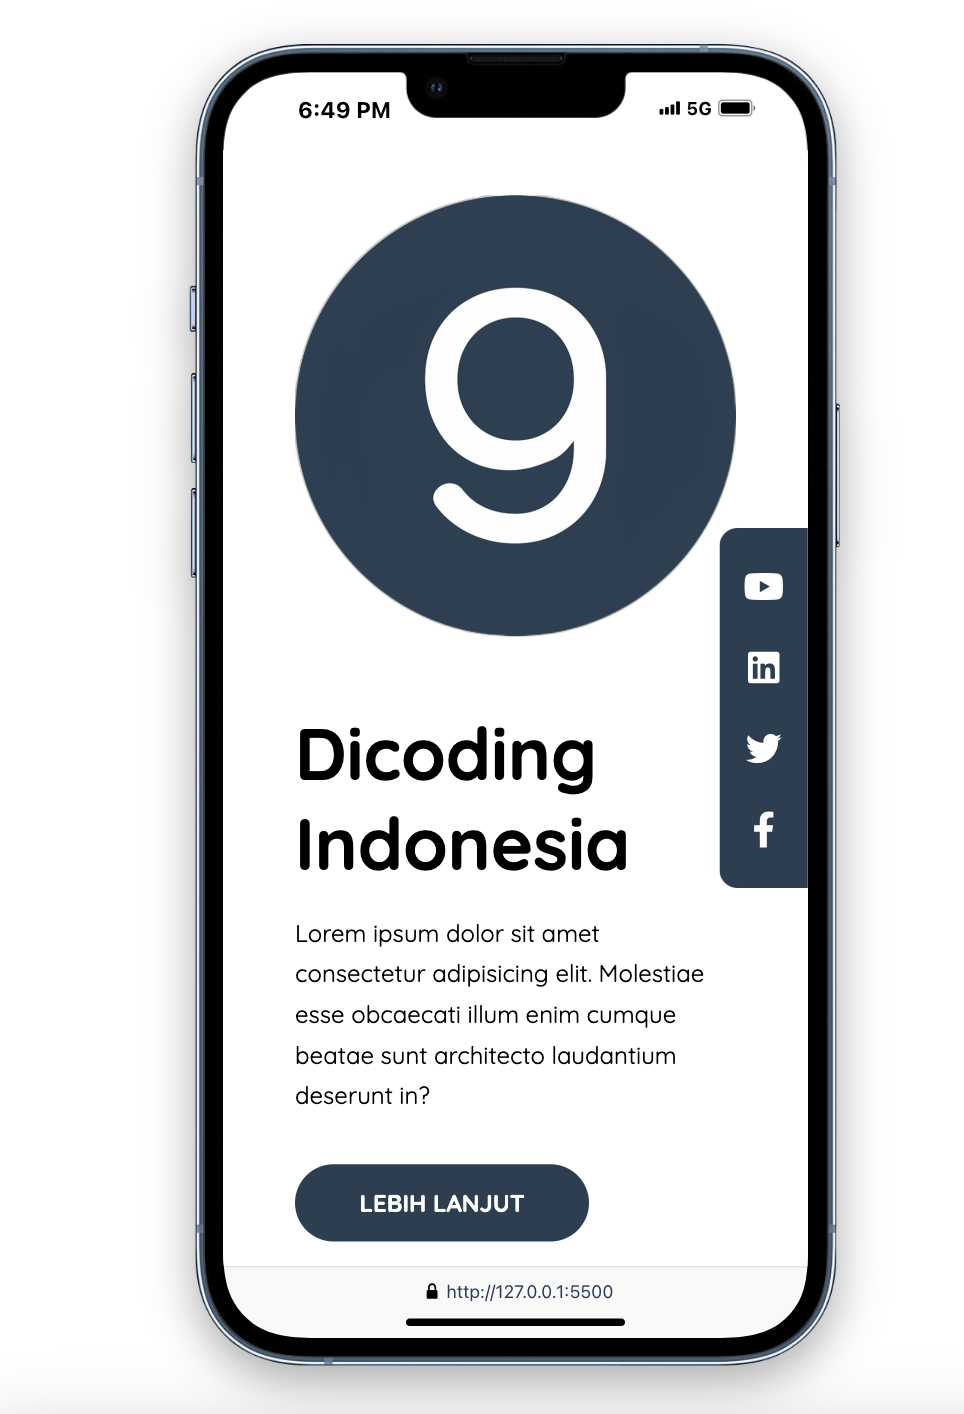 6:49 PM
5G
g
in
f
Dicoding
Indonesia
Lorem ipsum dolor sit amet
consectetur adipisicing elit. Molestiae
esse obcaecati illum enim cumque
beatae sunt architecto laudantium
deserunt in?
LEBIH LANJUT
http://127.0.0.1:5500